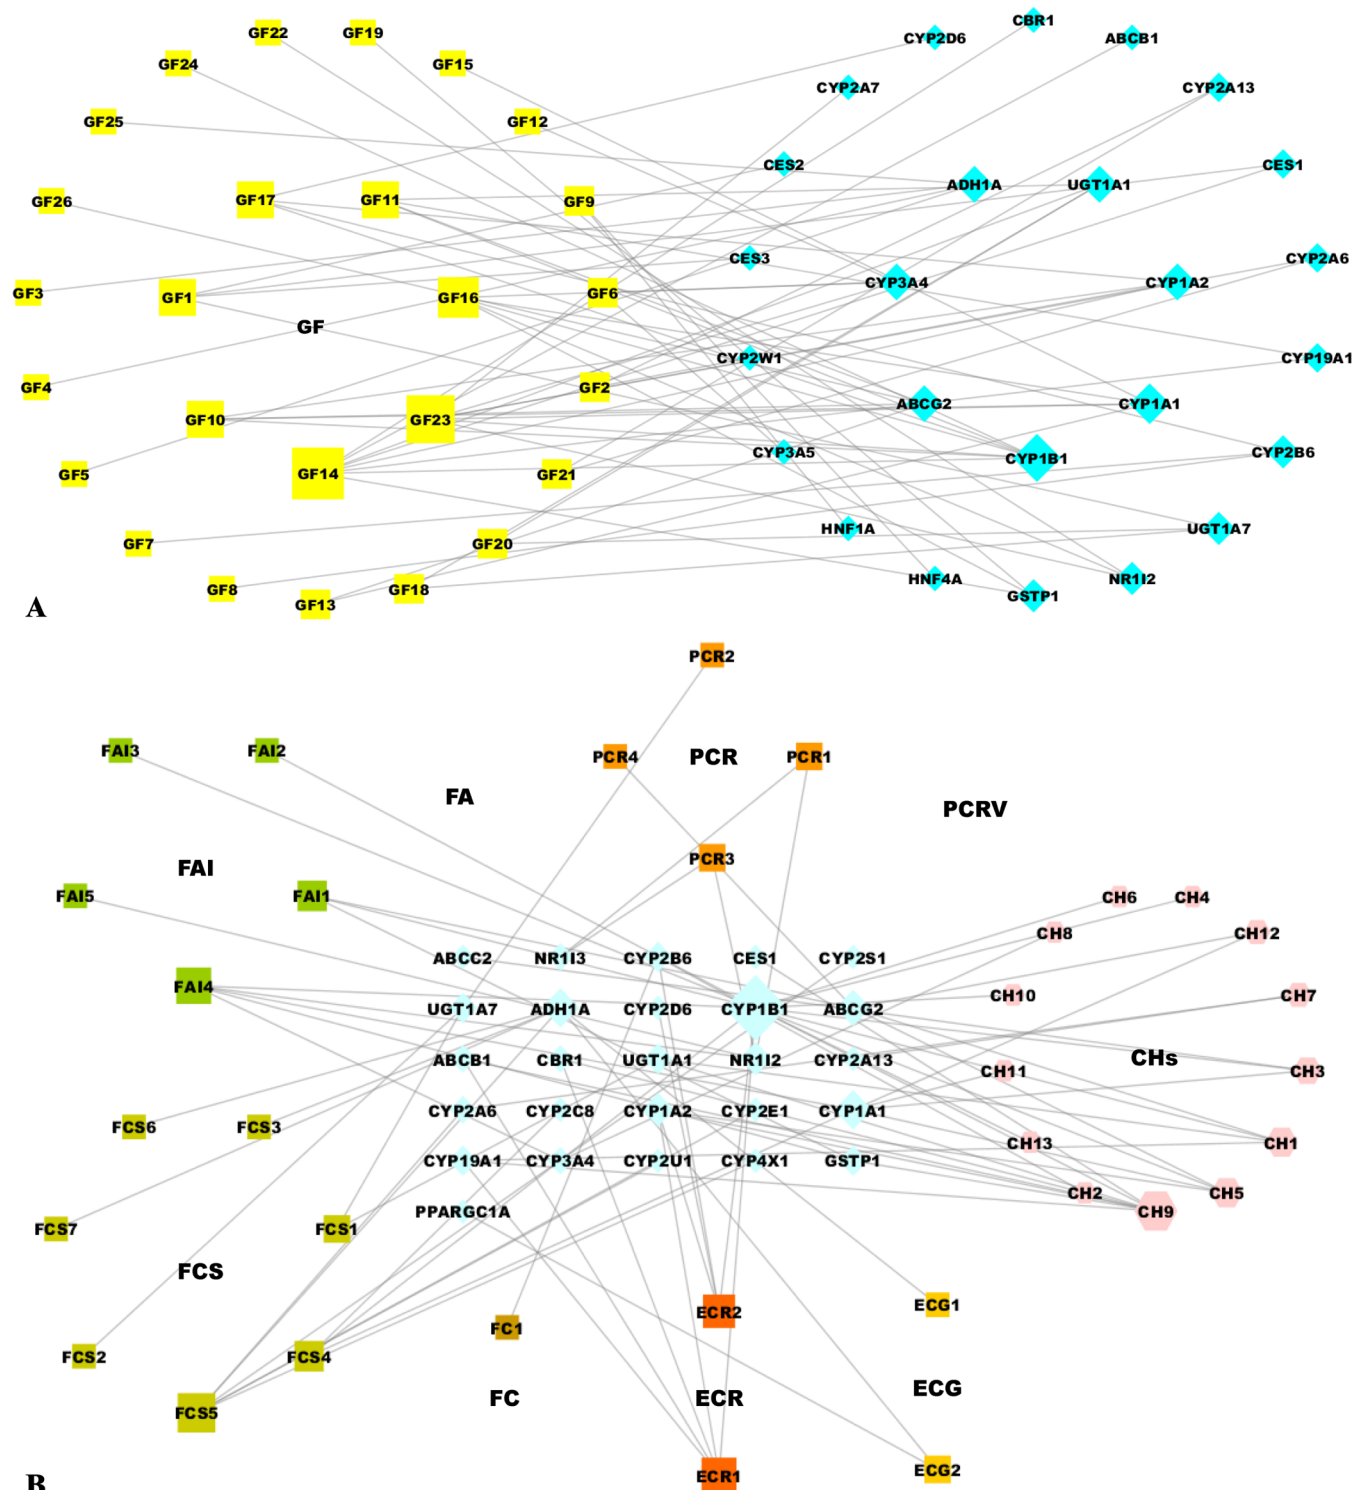 CBR1
GF22
GF19
CYP2D6
ABCB1
GF24
GF15
CYP2A7
CYP2A13
GF25
GF12
CES2
CES1
ADH1A
UGT1A1
GF26
GF17
GF11
GF9
CES3
CYP2A6
GF3
GF1
GF16
GF6
CYP3A4
CYP1A2
GF
CYP2W1
CYP19A1
GF4
GF2
ABCG2
CYP1A1
GF10
GF23
CYP3A5
CYP1B1
CYP2B6
GF5
GF14
GF21
HNF1A
UGT1A7
GF7
GF20
HNF4A
NR1I2
GF8
GF18
GSTP1
GF13
A
PCR2
FAI3
FAI2
PCR4
PCR
PCR1
FA
PCRV
PCR3
FAI
FAI5
FAI1
CH6
CH4
CH8
CH12
ABCC2
NR1I3
CYP2B6
CES1
CYP2S1
FAI4
CH10
CH7
UGT1A7
ADH1A
CYP2D6
CYP1B1
ABCG2
ABCB1
CBR1
UGT1A1
NR1I2
CYP2A13
CHs
CH11
CH3
CYP2A6
CYP2C8
CYP1A2
CYP2E1
CYP1A1
FCS6
FCS3
CH13
CH1
CYP19A1
CYP3A4
CYP2U1
CYP4X1
GSTP1
CH2
CH5
PPARGC1A
CH9
FCS7
FCS1
FCS
ECR2
ECG1
FC1
FCS2
FCS4
FC
ECR
ECG
FCS5
ECR1
ECG2
B